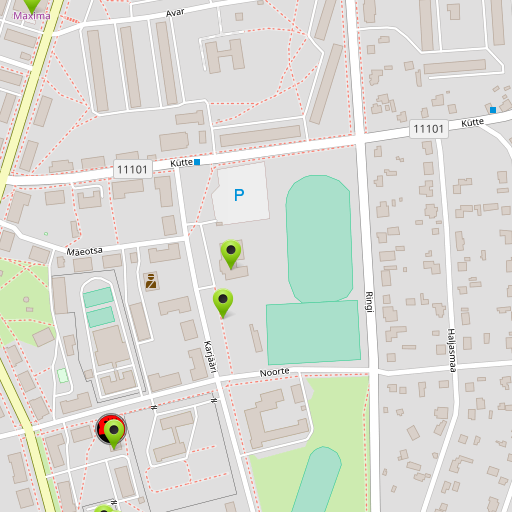 Avar
Maxima
Kütte
11101
11101
Kütte
P
Maeotsa
Ringi
Karjääri
Hallasmaa
Noorte